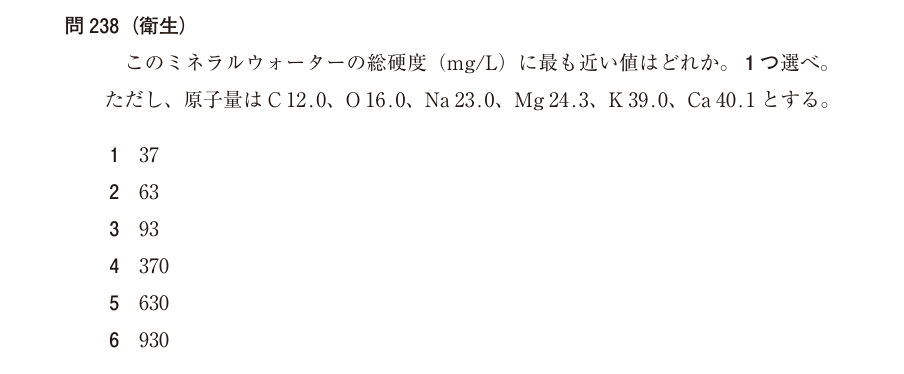 問 238（衛生）
このミネラルウォーターの総硬度（mg/L）に最も近い値はどれか。1つ選べ。
ただし、原子量は C 12.0、O 16.0、Na 23.0、Mg 24.3、K 39.0、Ca 40.1 とする。
1 37
2 63
3 93
4 370
5 630
6 930